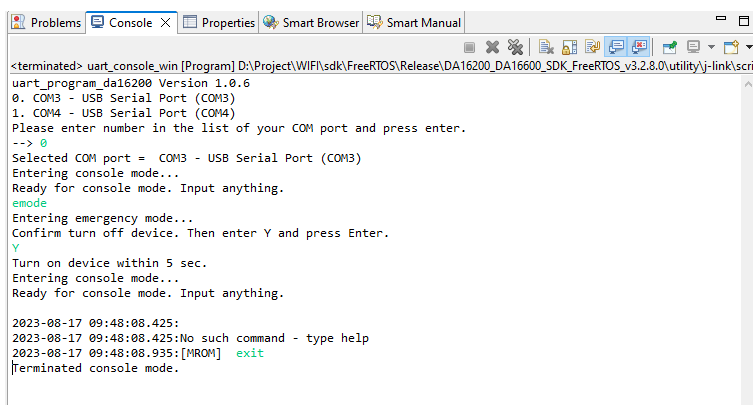 Problems Console Properties Smart Browser Smart Manual
<terminated> uart_console_win [Program] D:\Project\WIFI\sdk\FreeRTOS\Release\DA16200_DA16600_SDK_FreeRTOS_v3.2.8.0\utility\j-link\scri
uart_program_da16200 Version 1.0.6
0. COM3 - USB Serial Port (COM3)
1. COM4 - USB Serial Port (COM4)
Please enter number in the list of your COM port and press enter.
--> 0
Selected COM port =  COM3 - USB Serial Port (COM3)
Entering console mode...
Ready for console mode. Input anything.
emode
Entering emergency mode...
Confirm turn off device. Then enter Y and press Enter.
Y
Turn on device within 5 sec.
Entering console mode...
Ready for console mode. Input anything.
2023-08-17 09:48:08.425:
2023-08-17 09:48:08.425:No such command - type help
2023-08-17 09:48:08.935:[MROM]  exit
Terminated console mode.